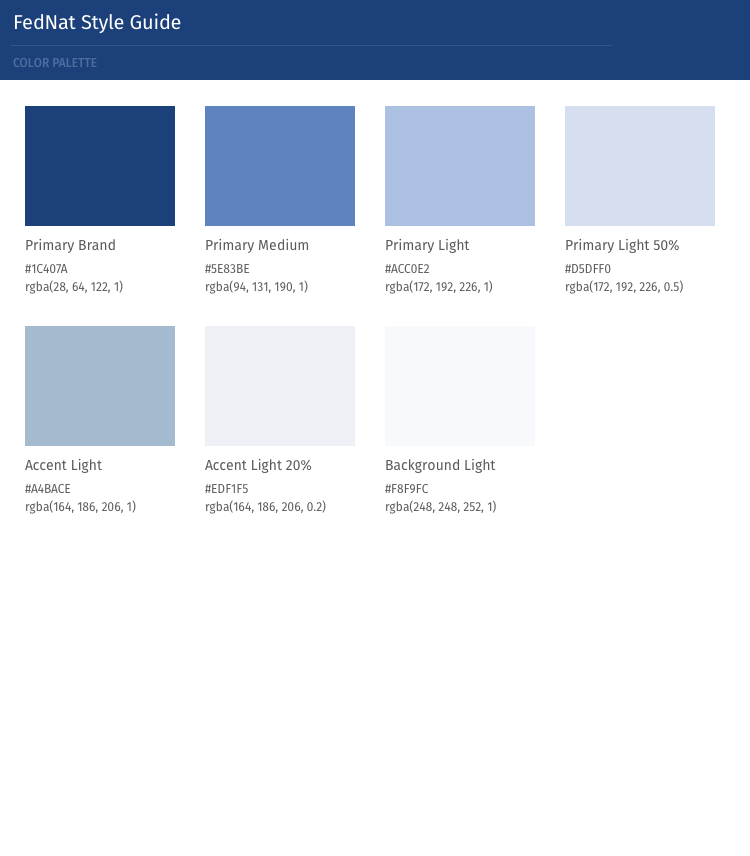 FedNat Style Guide
COLOR PALETTE
Primary Brand
#1C407A
rgba(28, 64, 122, 1)
Primary Medium
#5E83BE
rgba(94, 131, 190, 1)
Primary Light
#ACC0E2
rgba(172, 192, 226, 1)
Primary Light 50%
#D5DFF0
rgba(172, 192, 226, 0.5)
Accent Light
#A4BACE
rgba(164, 186, 206, 1)
Accent Light 20%
#EDF1F5
rgba(164, 186, 206, 0.2)
Background Light
#F8F9FC
rgba(248, 248, 252, 1)